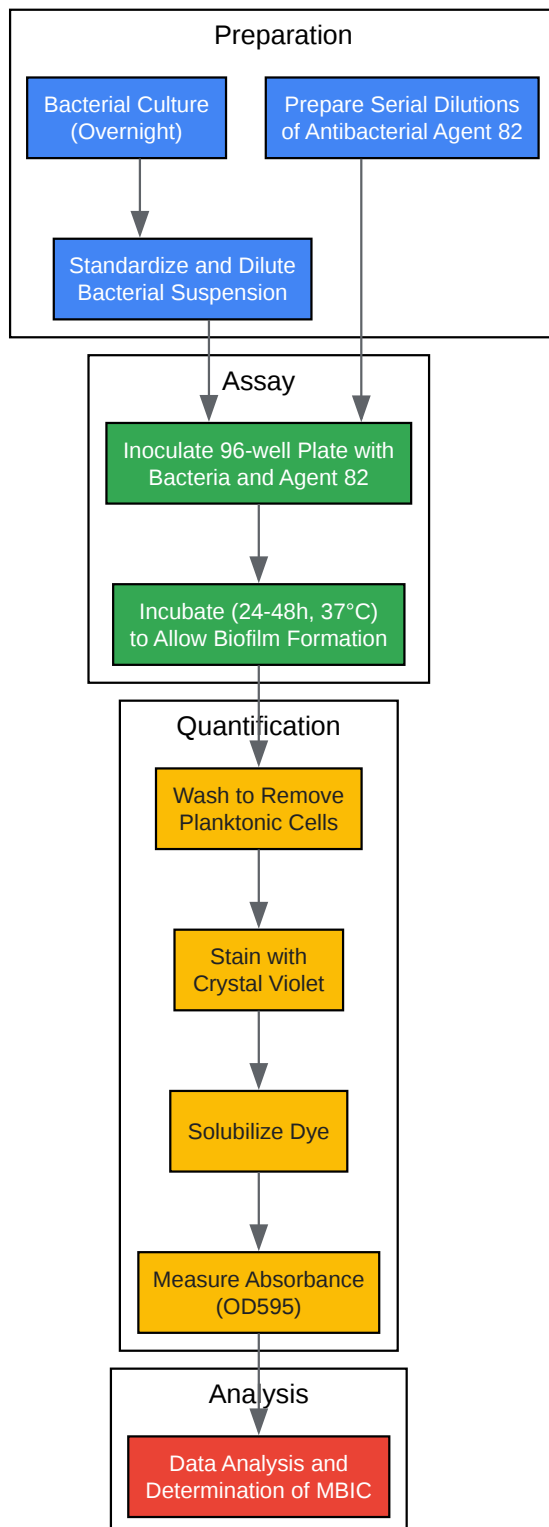 Preparation
Bacterial Culture
(Overnight)
Prepare Serial Dilutions
of Antibacterial Agent 82
Standardize and Dilute
Bacterial Suspension
Assay
Inoculate 96-well Plate with
Bacteria and Agent 82
Incubate (24-48h, 37°C)
to Allow Biofilm Formation
Quantification
Wash to Remove
Planktonic Cells
Stain with
Crystal Violet
Solubilize Dye
Measure Absorbance
(OD595)
Analysis
Data Analysis and
Determination of MBIC